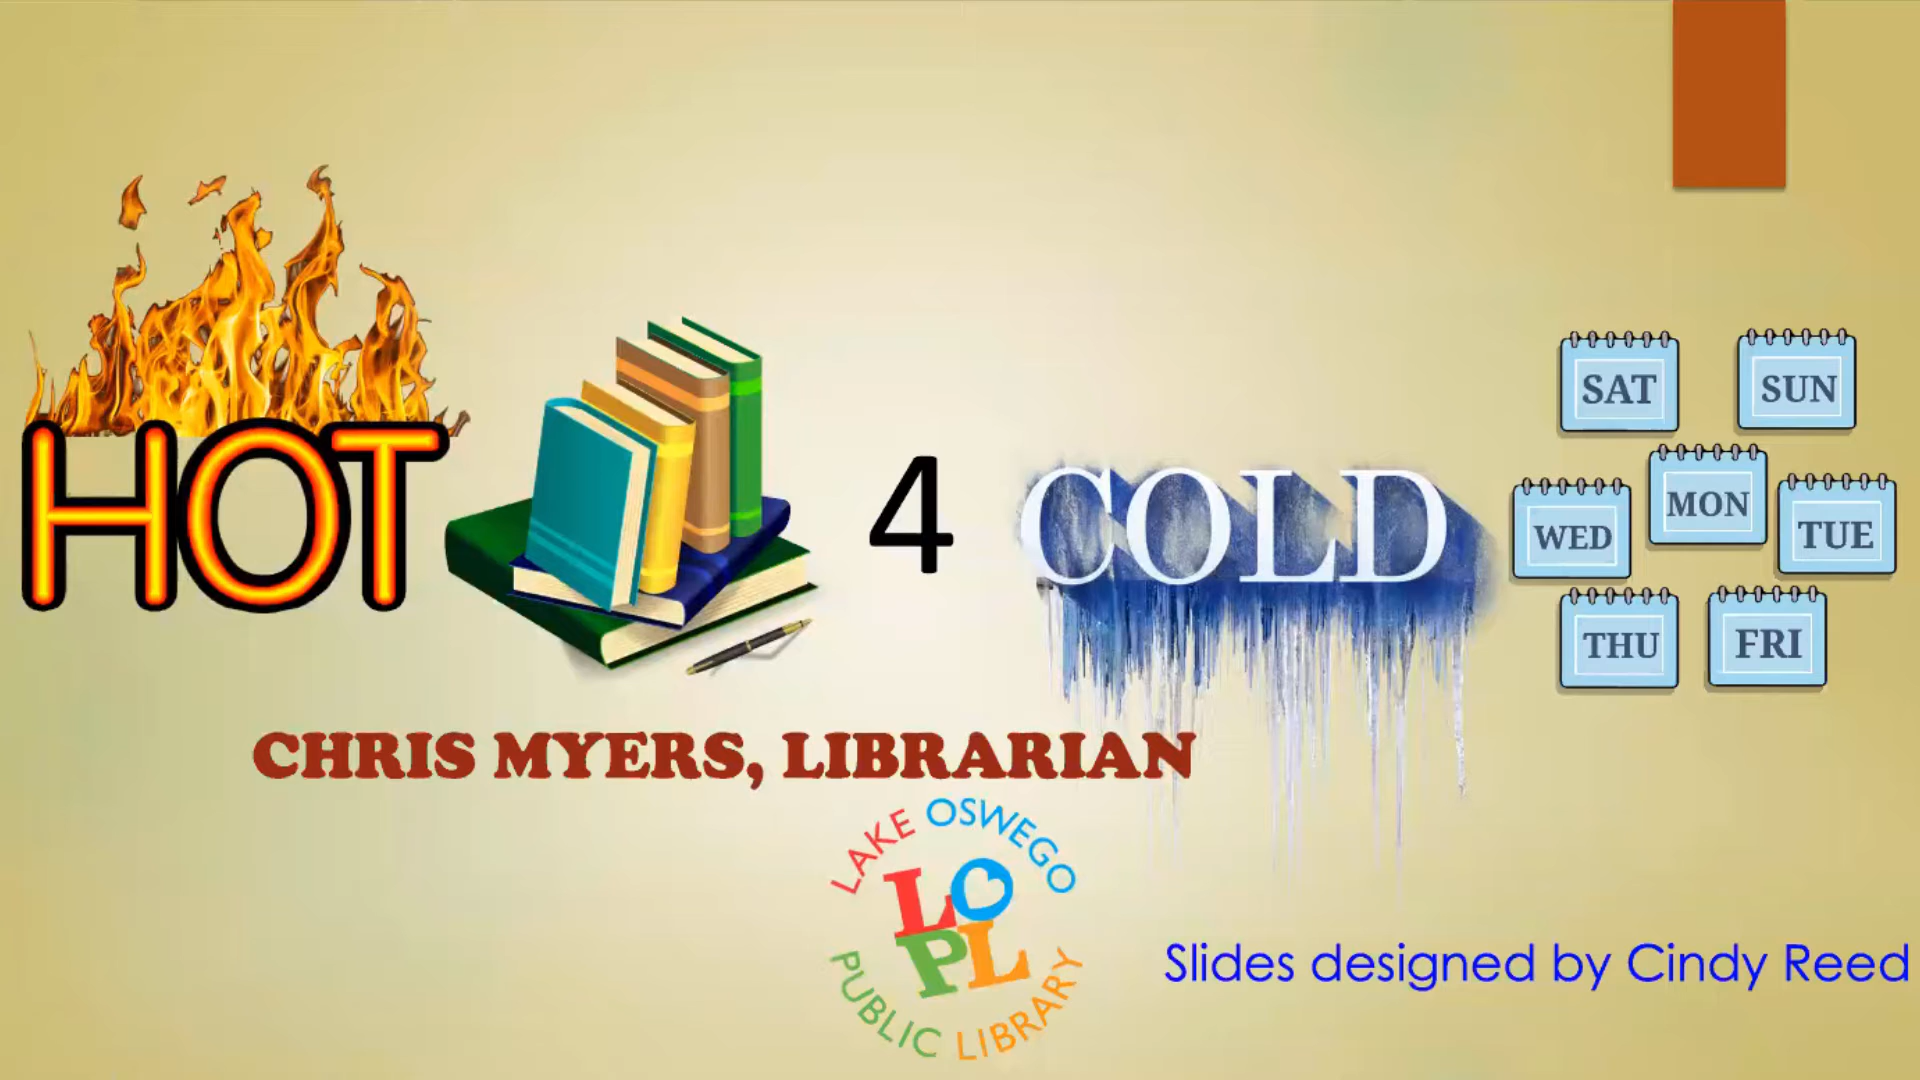 HOT
4
COLD
SAT
SUN
MON
WED
TUE
THU
FRI
CHRIS MYERS, LIBRARIAN
LAKE OSWEGO
LO
PL
PUBLIC LIBRARY
Slides designed by Cindy Reed